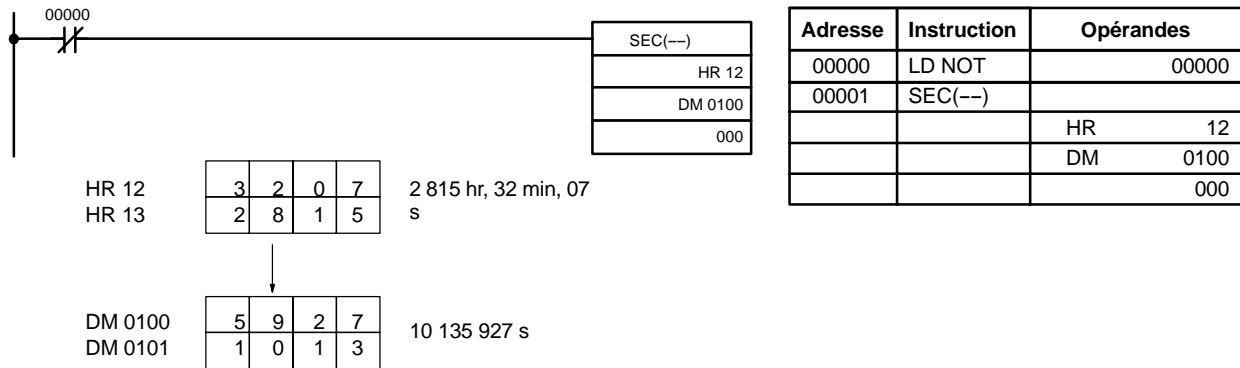 00000
SEC(––)
HR 12
DM 0100
000
Adresse Instruction Opérandes
00000 LD NOT 00000
00001 SEC(––)
HR 12
DM 0100
000
HR 12 3 2 0 7 2 815 hr, 32 min, 07
HR 13 2 8 1 5 s
DM 0100 5 9 2 7 10 135 927 s
DM 0101 1 0 1 3